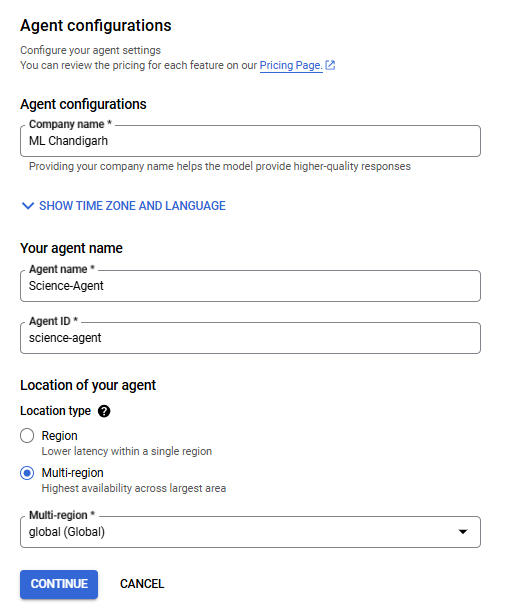 Agent configurations
Configure your agent settings
You can review the pricing for each feature on our Pricing Page.
Agent configurations
Company name *
ML Chandigarh
Providing your company name helps the model provide higher-quality responses
SHOW TIME ZONE AND LANGUAGE
Your agent name
Agent name *
Science-Agent
Agent ID *
science-agent
Location of your agent
Location type ?
Region
Lower latency within a single region
Multi-region
Highest availability across largest area
Multi-region *
global (Global)
CONTINUE CANCEL